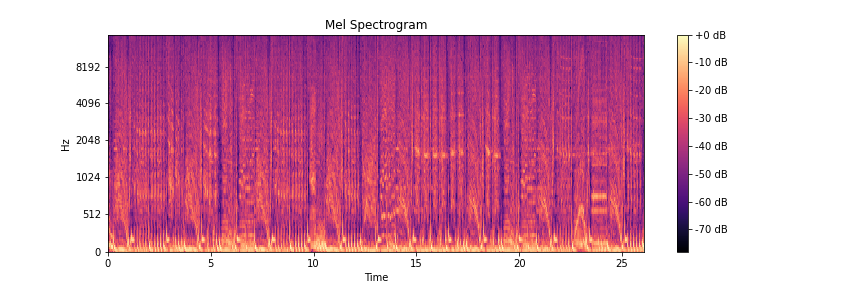 Mel Spectrogram
Hz
8192
4096
2048
1024
512
0
0 5 10 15 20 25
Time
+0 dB
-10 dB
-20 dB
-30 dB
-40 dB
-50 dB
-60 dB
-70 dB